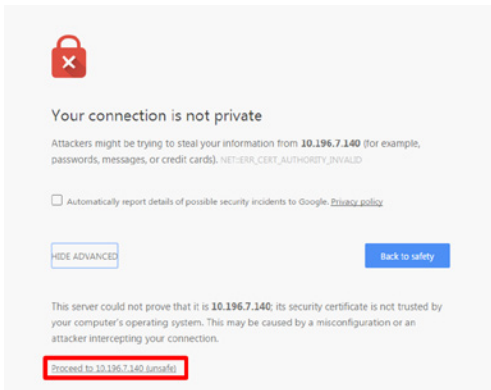 Your connection is not private
Attackers might be trying to steal your information from 10.196.7.140 (for example,
passwords, messages, or credit cards). NET::ERR_CERT_AUTHORITY_INVALID
Automatically report details of possible security incidents to Google. Privacy policy
HIDE ADVANCED
Back to safety
This server could not prove that it is 10.196.7.140; its security certificate is not trusted by
your computer's operating system. This may be caused by a misconfiguration or an
attacker intercepting your connection.
Proceed to 10.196.7.140 (unsafe)